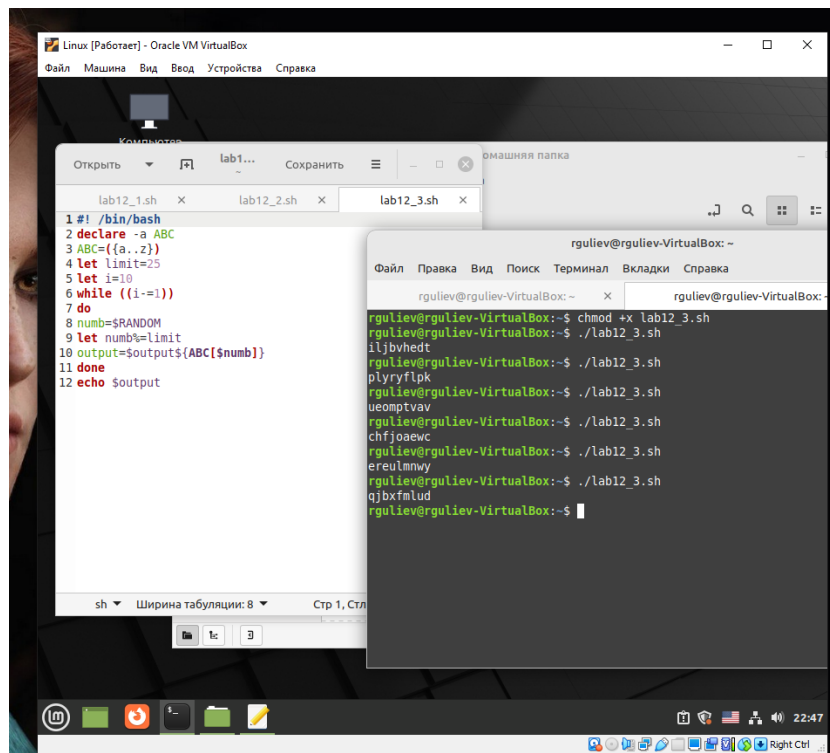 Linux [Работает] - Oracle VM VirtualBox
Файл Машина Вид Ввод Устройства Справка
Компьютер
Открыть lab1... Сохранить
~
омашняя папка
lab12_1.sh × lab12_2.sh × lab12_3.sh ×
1 #! /bin/bash
2 declare -a ABC
3 ABC=({a..z})
4 let limit=25
5 let i=10
6 while ((i-=1))
7 do
8 numb=$RANDOM
9 let numb%=limit
10 output=$output${ABC[$numb]}
11 done
12 echo $output
sh Ширина табуляции: 8 Стр 1, Стл
rguliev@rguliev-VirtualBox: ~
Файл Правка Вид Поиск Терминал Вкладки Справка
rguliev@rguliev-VirtualBox: ~ × rguliev@rguliev-VirtualBox: ~
rguliev@rguliev-VirtualBox:~$ chmod +x lab12_3.sh
rguliev@rguliev-VirtualBox:~$ ./lab12_3.sh
iljbvhedt
rguliev@rguliev-VirtualBox:~$ ./lab12_3.sh
plyryflpk
rguliev@rguliev-VirtualBox:~$ ./lab12_3.sh
ueomptvav
rguliev@rguliev-VirtualBox:~$ ./lab12_3.sh
chfjoaewc
rguliev@rguliev-VirtualBox:~$ ./lab12_3.sh
ereulmnwy
rguliev@rguliev-VirtualBox:~$ ./lab12_3.sh
qjbxfmlud
rguliev@rguliev-VirtualBox:~$
22:47
Right Ctrl